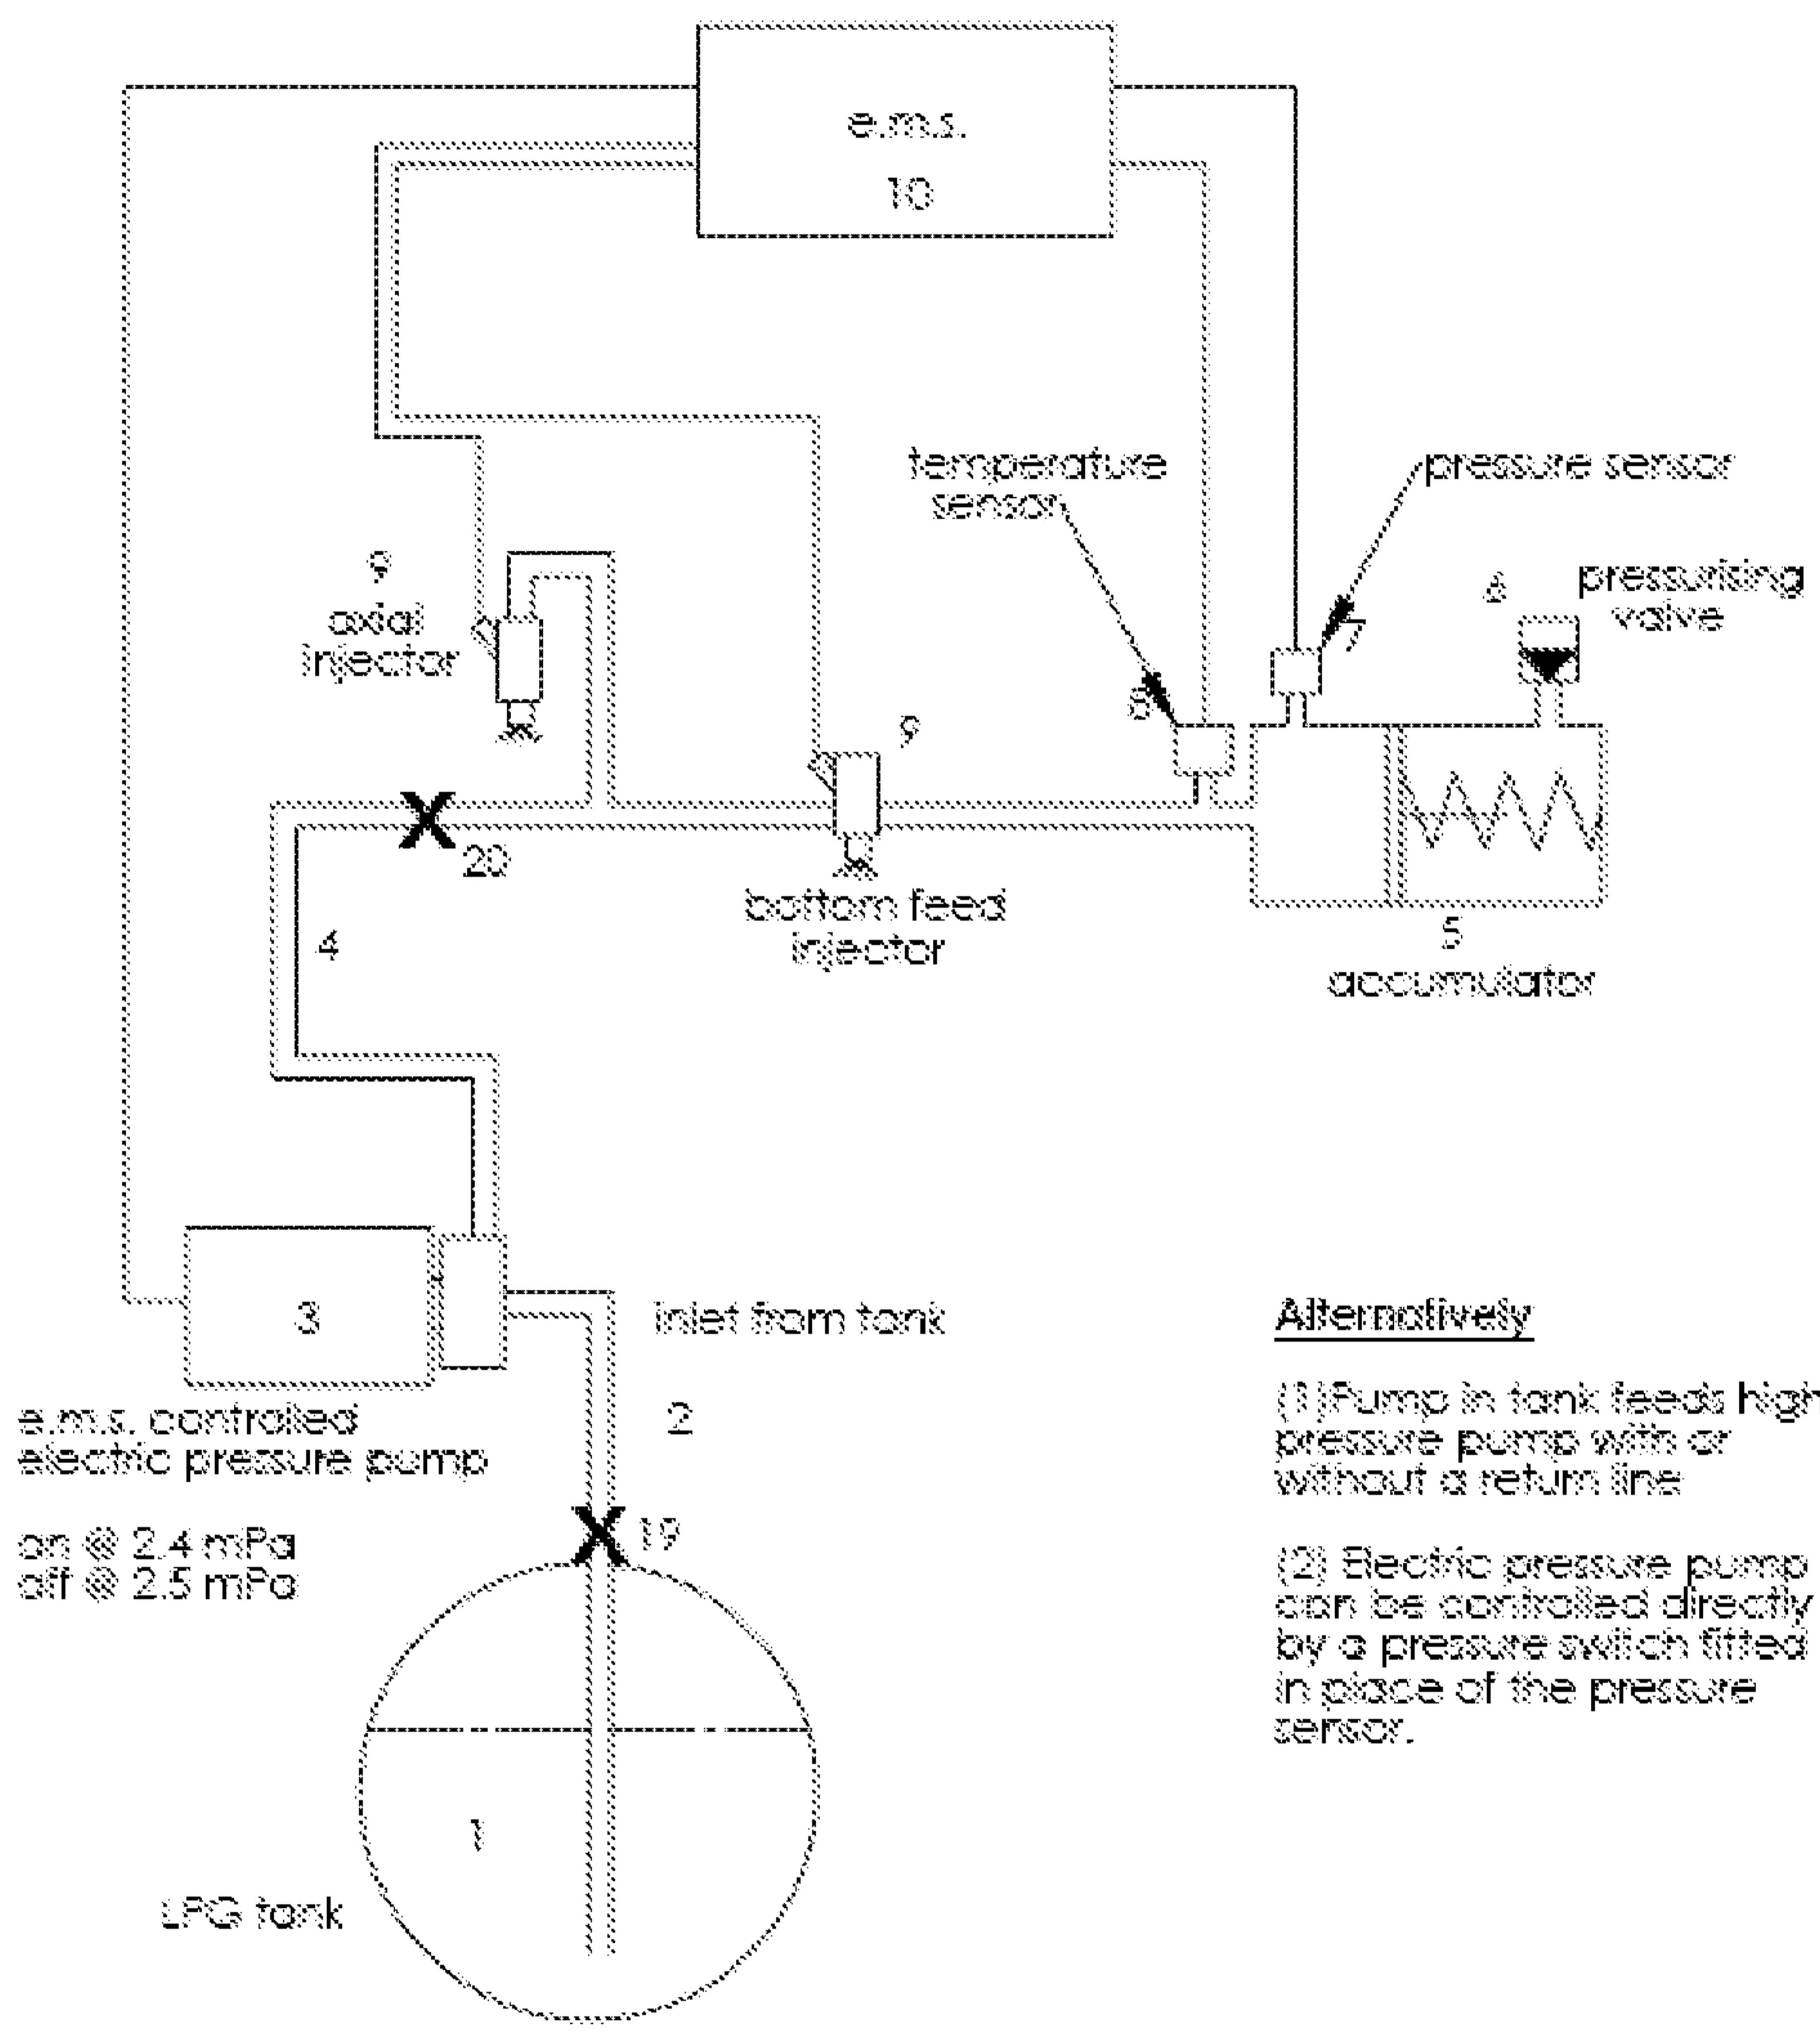 e.m.s.
10
temperature
sensor
pressure sensor
9
axial
injector
6
pressurising
valve
7
8
9
20
bottom feed
injector
4
5
accumulator
3
inlet from tank
2
e.m.s. controlled
electric pressure pump
on @ 2.4 mPa
off @ 2.5 mPa
19
1
LPG tank
Alternatively
(1)Pump in tank feeds high
pressure pump with or
without a return line
(2) Electric pressure pump
can be controlled directly
by a pressure switch fitted
in place of the pressure
sensor.